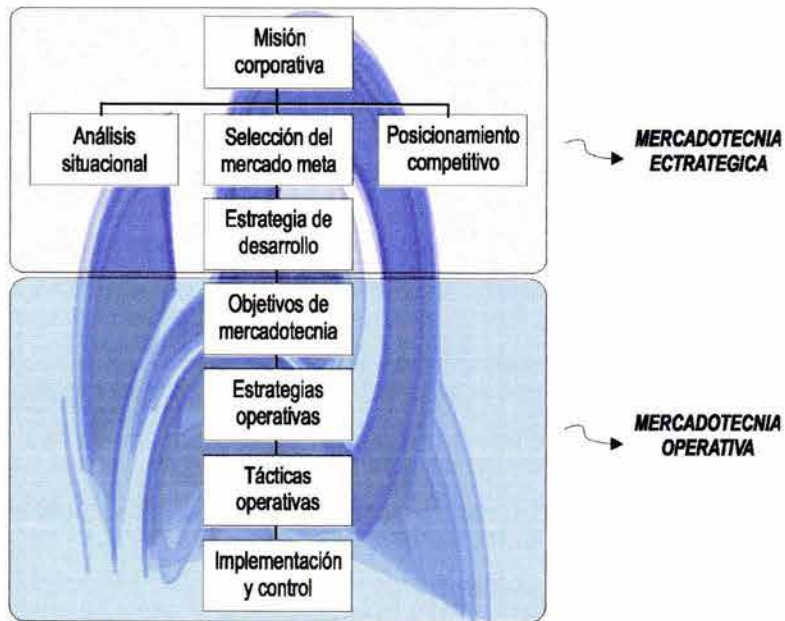 Misión
corporativa
Análisis
situacional
Selección del
mercado meta
Posicionamiento
competitivo
MERCADOTECNIA
ECTRATEGICA
Estrategia de
desarrollo
Objetivos de
mercadotecnia
Estrategias
operativas
MERCADOTECNIA
OPERATIVA
Tácticas
operativas
Implementación
y control